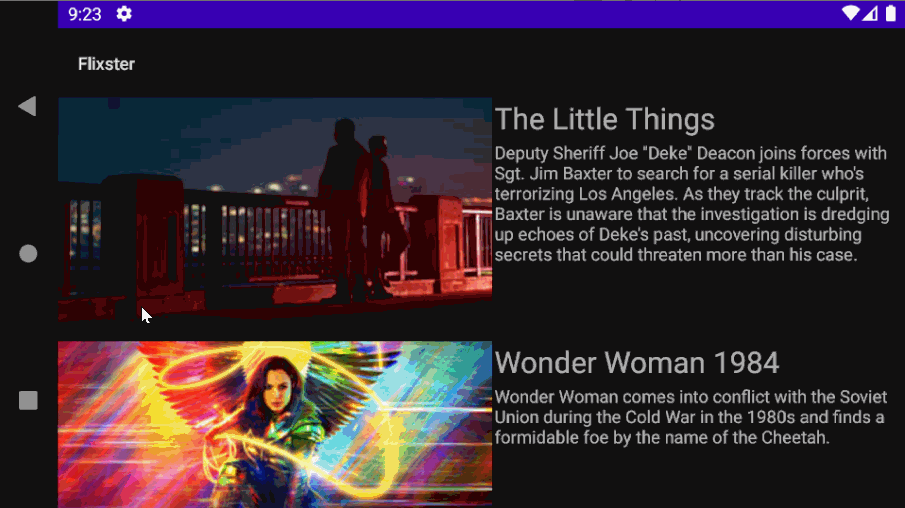 9:23
Flixster
The Little Things
Deputy Sheriff Joe "Deke" Deacon joins forces with
Sgt. Jim Baxter to search for a serial killer who's
terrorizing Los Angeles. As they track the culprit,
Baxter is unaware that the investigation is dredging
up echoes of Deke's past, uncovering disturbing
secrets that could threaten more than his case.
Wonder Woman 1984
Wonder Woman comes into conflict with the Soviet
Union during the Cold War in the 1980s and finds a
formidable foe by the name of the Cheetah.